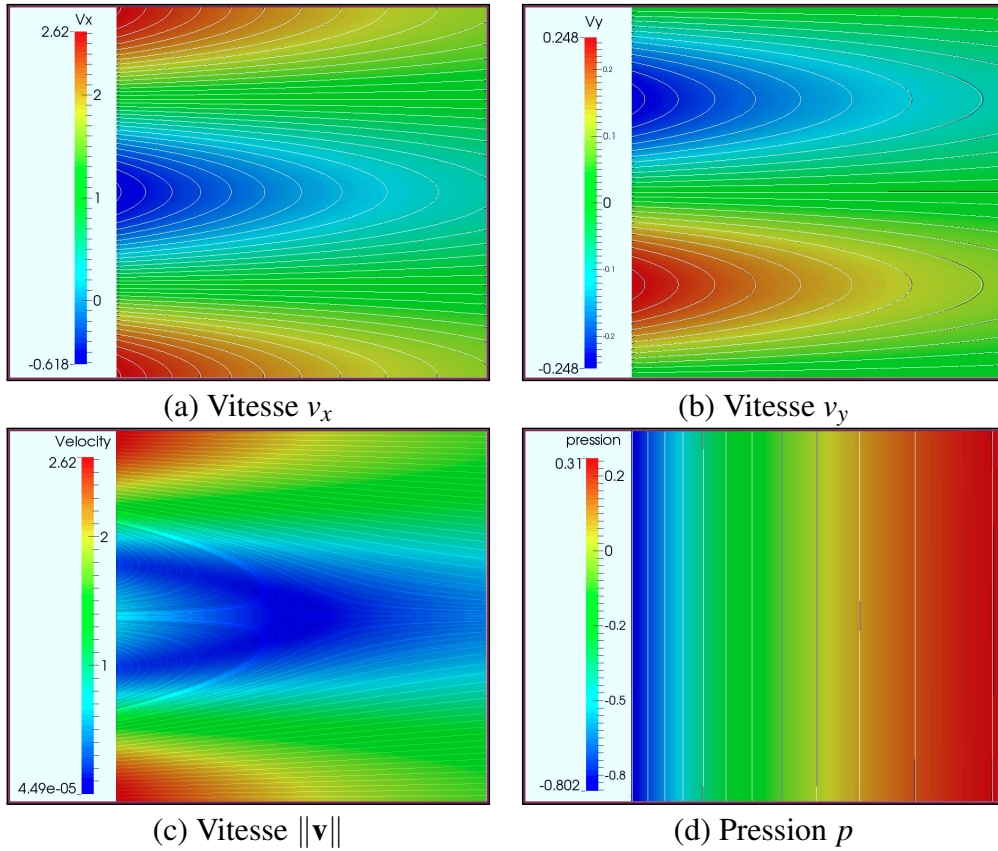 Vx
2.62
2
1
0
-0.618
(a) Vitesse vₓ
Vy
0.248
0.2
0.1
0
-0.1
-0.2
-0.248
(b) Vitesse v_y
Velocity
2.62
2
1
4.49e-05
(c) Vitesse ‖v‖
pression
0.31
0.2
0
-0.2
-0.5
-0.8
-0.802
(d) Pression p